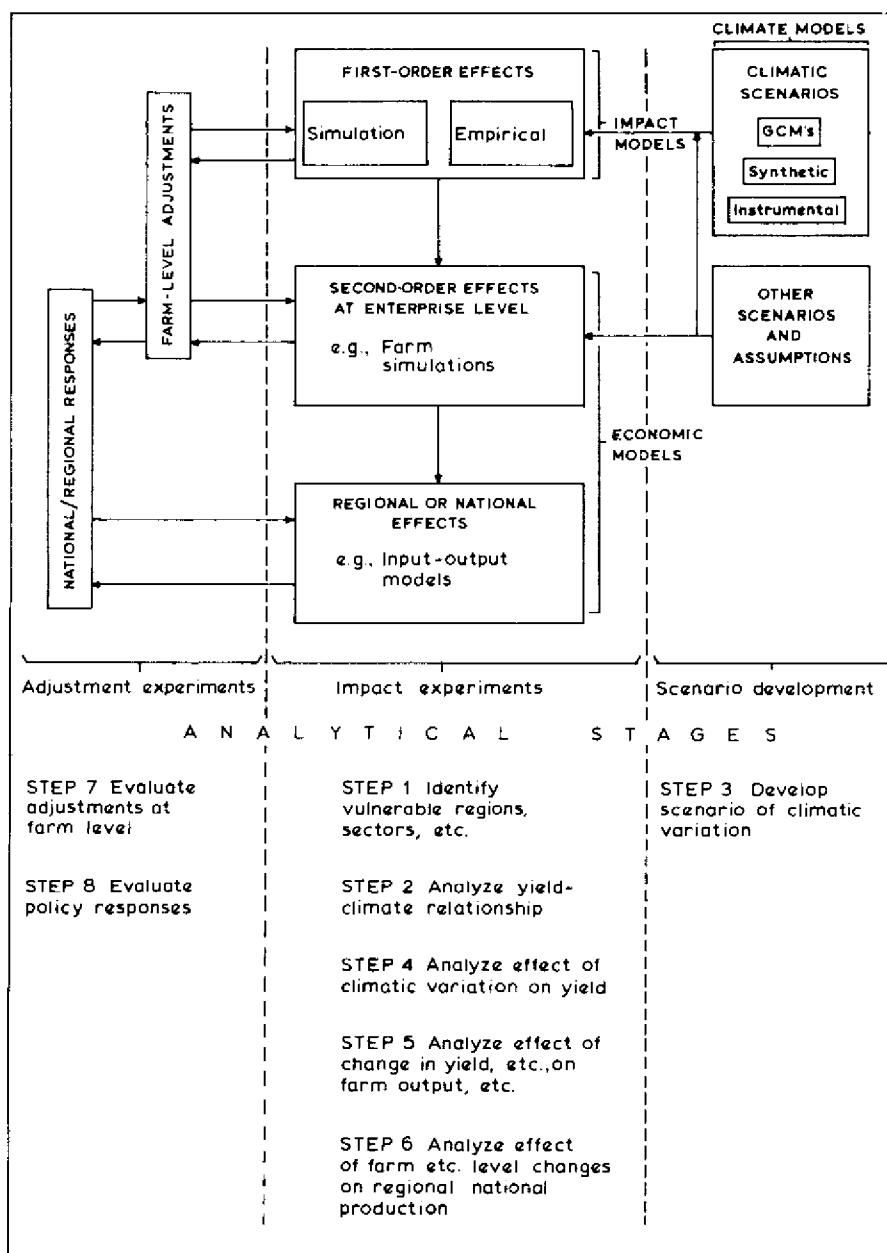 CLIMATE MODELS
FIRST-ORDER EFFECTS
Simulation
Empirical
IMPACT
MODELS
CLIMATIC
SCENARIOS
GCM's
Synthetic
Instrumental
FARM-LEVEL ADJUSTMENTS
NATIONAL/REGIONAL RESPONSES
SECOND-ORDER EFFECTS
AT ENTERPRISE LEVEL
e.g., Farm
simulations
OTHER
SCENARIOS
AND
ASSUMPTIONS
ECONOMIC
MODELS
REGIONAL OR NATIONAL
EFFECTS
e.g., Input-output
models
Adjustment experiments
Impact experiments
Scenario development
ANALYTICAL STAGES
STEP 7 Evaluate
adjustments at
farm level
STEP 8 Evaluate
policy responses
STEP 1 Identify
vulnerable regions,
sectors, etc.
STEP 2 Analyze yield-
climate relationship
STEP 4 Analyze effect of
climatic variation on yield
STEP 5 Analyze effect of
change in yield, etc.,on
farm output, etc.
STEP 6 Analyze effect
of farm etc. level changes
on regional national
production
STEP 3 Develop
scenario of climatic
variation